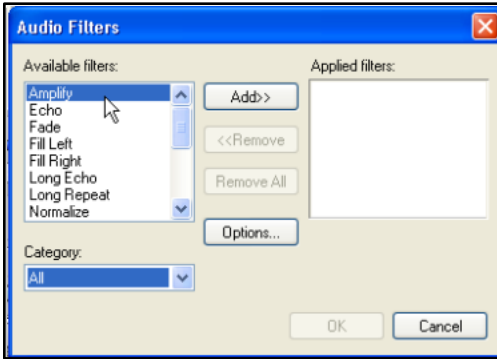 Audio Filters
Available filters:
Applied filters:
Amplify
Echo
Fade
Fill Left
Fill Right
Long Echo
Long Repeat
Normalize
Add>>
<<Remove
Remove All
Options...
Category:
All
OK
Cancel